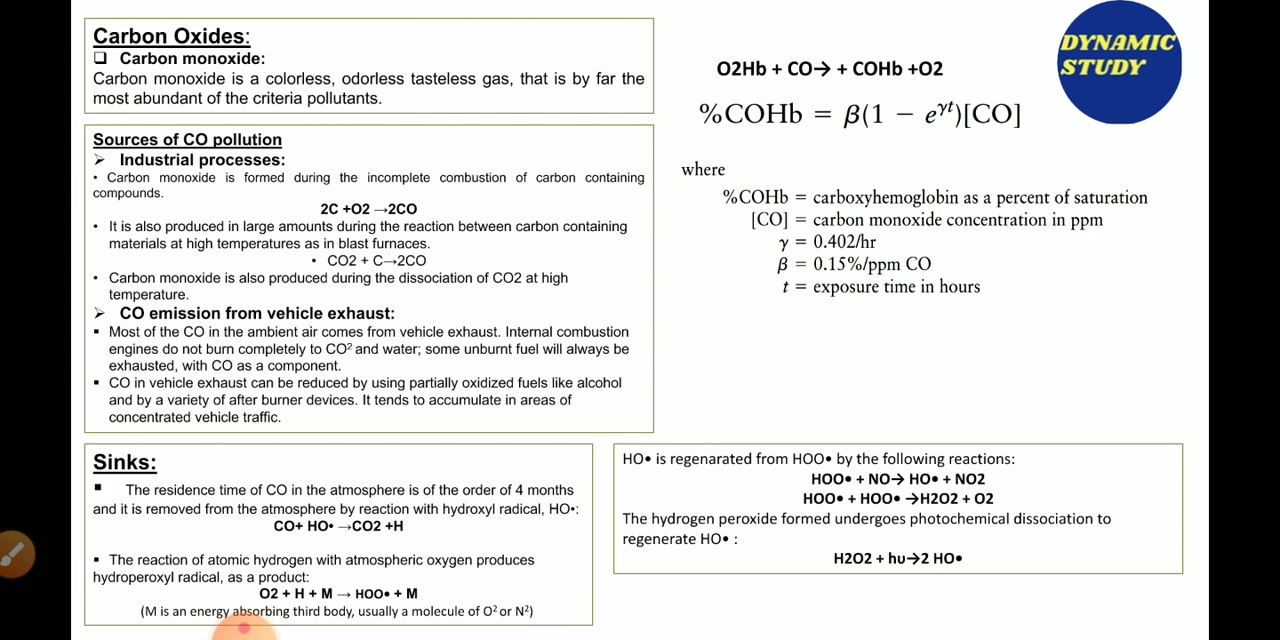 Carbon Oxides:
❑ Carbon monoxide:
Carbon monoxide is a colorless, odorless tasteless gas, that is by far the
most abundant of the criteria pollutants.
Sources of CO pollution
➢ Industrial processes:
• Carbon monoxide is formed during the incomplete combustion of carbon containing
compounds.
2C +O2 →2CO
• It is also produced in large amounts during the reaction between carbon containing
materials at high temperatures as in blast furnaces.
• CO2 + C→2CO
• Carbon monoxide is also produced during the dissociation of CO2 at high
temperature.
➢ CO emission from vehicle exhaust:
▪ Most of the CO in the ambient air comes from vehicle exhaust. Internal combustion
engines do not burn completely to CO² and water; some unburnt fuel will always be
exhausted, with CO as a component.
▪ CO in vehicle exhaust can be reduced by using partially oxidized fuels like alcohol
and by a variety of after burner devices. It tends to accumulate in areas of
concentrated vehicle traffic.
Sinks:
▪ The residence time of CO in the atmosphere is of the order of 4 months
and it is removed from the atmosphere by reaction with hydroxyl radical, HO•:
CO+ HO• →CO2 +H
▪ The reaction of atomic hydrogen with atmospheric oxygen produces
hydroperoxyl radical, as a product:
O2 + H + M → HOO• + M
(M is an energy absorbing third body, usually a molecule of O² or N²)
O2Hb + CO→ + COHb +O2
%COHb = β(1 − e^γt)[CO]
where
%COHb = carboxyhemoglobin as a percent of saturation
[CO] = carbon monoxide concentration in ppm
γ = 0.402/hr
β = 0.15%/ppm CO
t = exposure time in hours
DYNAMIC
STUDY
HO• is regenarated from HOO• by the following reactions:
HOO• + NO→ HO• + NO2
HOO• + HOO• →H2O2 + O2
The hydrogen peroxide formed undergoes photochemical dissociation to
regenerate HO• :
H2O2 + hυ→2 HO•